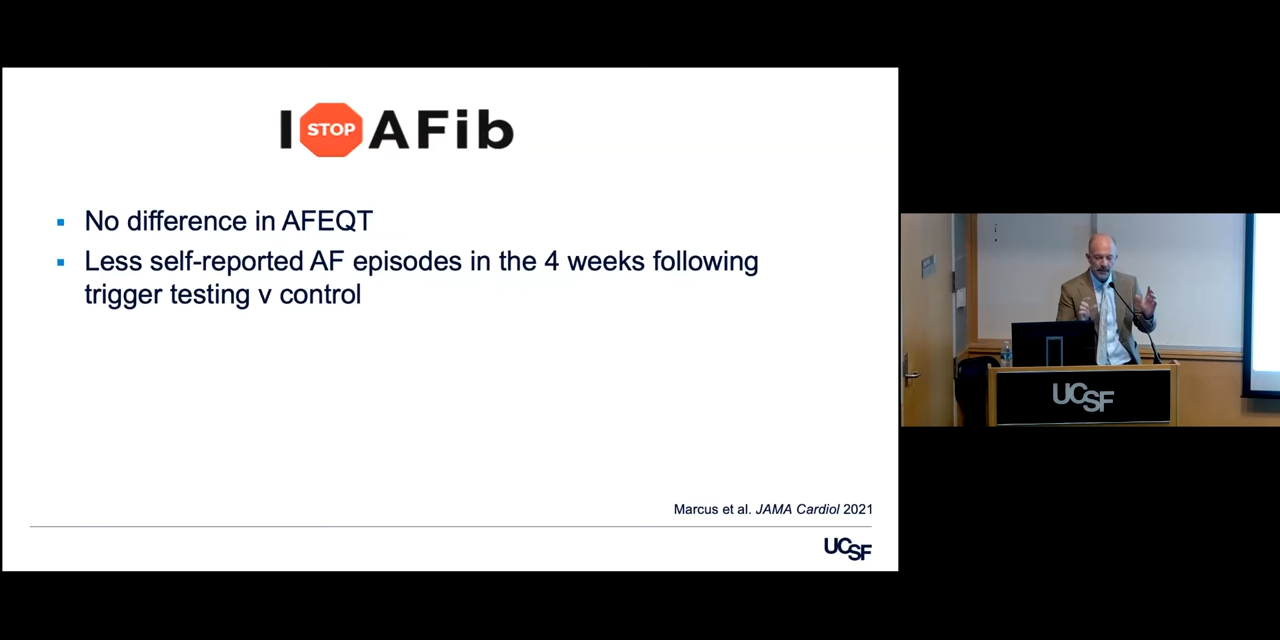 I STOP AFib
▪ No difference in AFEQT
▪ Less self-reported AF episodes in the 4 weeks following
trigger testing v control
Marcus et al. JAMA Cardiol 2021
UCSF
UCSF